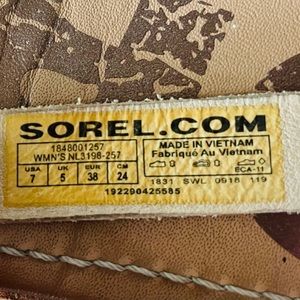 SOREL.COM
1848001257
WMN'S NL3198-257
MADE IN VIETNAM
Fabriqué Au Vietnam
USA UK EUR CM
7 5 38 24
ECA-11
1831 SWL 0918 119
192290425585